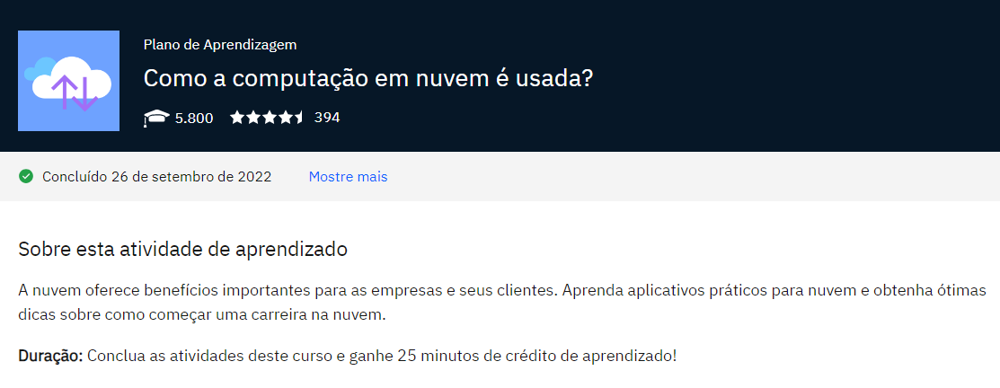 Plano de Aprendizagem
Como a computação em nuvem é usada?
5.800 394
Concluído 26 de setembro de 2022 Mostre mais
Sobre esta atividade de aprendizado
A nuvem oferece benefícios importantes para as empresas e seus clientes. Aprenda aplicativos práticos para nuvem e obtenha ótimas
dicas sobre como começar uma carreira na nuvem.
Duração: Conclua as atividades deste curso e ganhe 25 minutos de crédito de aprendizado!